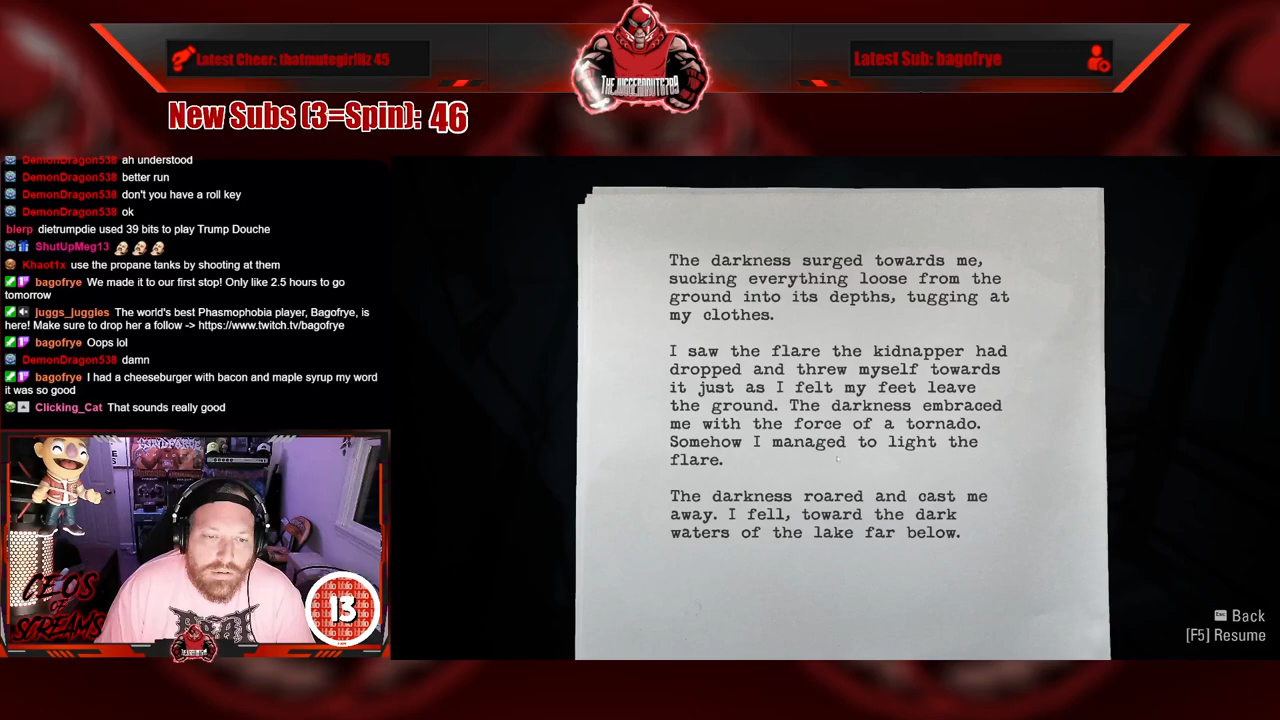 Latest Cheer: thatmutegirlliz 45
THEJUGGERNAUT6789
Latest Sub: bagofrye
New Subs (3=Spin): 46
DemonDragon538 ah understood
DemonDragon538 better run
DemonDragon538 don't you have a roll key
DemonDragon538 ok
blerp dietrumpdie used 39 bits to play Trump Douche
ShutUpMeg13
Khaot1x use the propane tanks by shooting at them
bagofrye We made it to our first stop! Only like 2.5 hours to go
tomorrow
juggs_juggles The world's best Phasmophobia player, Bagofrye, is
here! Make sure to drop her a follow -> https://www.twitch.tv/bagofrye
bagofrye Oops lol
DemonDragon538 damn
bagofrye I had a cheeseburger with bacon and maple syrup my word
it was so good
Clicking_Cat That sounds really good
The darkness surged towards me,
sucking everything loose from the
ground into its depths, tugging at
my clothes.
I saw the flare the kidnapper had
dropped and threw myself towards
it just as I felt my feet leave
the ground. The darkness embraced
me with the force of a tornado.
Somehow I managed to light the
flare.
The darkness roared and cast me
away. I fell, toward the dark
waters of the lake far below.
CEOS
OF
SCREAMS
13
Back
[F5] Resume